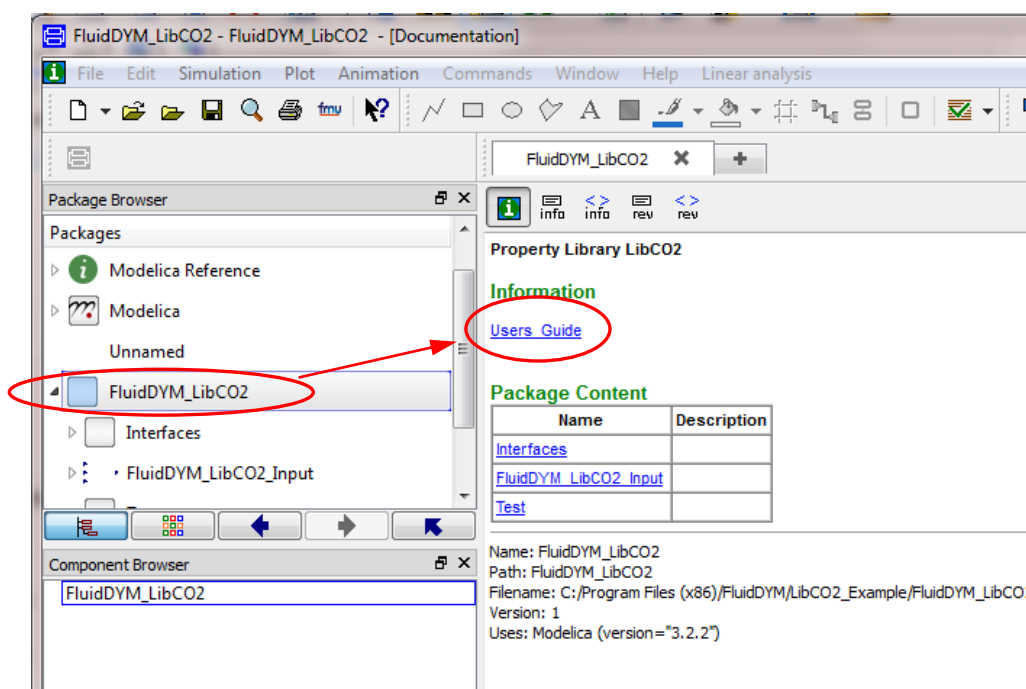 FluidDYM_LibCO2 - FluidDYM_LibCO2 - [Documentation]
File Edit Simulation Plot Animation Commands Window Help Linear analysis
fmu
A
FluidDYM_LibCO2
Package Browser
info info rev rev
Packages
Property Library LibCO2
Modelica Reference
Information
Modelica
Users_Guide
Unnamed
FluidDYM_LibCO2
Package Content
Name Description
Interfaces
Interfaces
FluidDYM_LibCO2_Input
FluidDYM_LibCO2_Input
Test
Component Browser
FluidDYM_LibCO2
Name: FluidDYM_LibCO2
Path: FluidDYM_LibCO2
Filename: C:/Program Files (x86)/FluidDYM/LibCO2_Example/FluidDYM_LibCO
Version: 1
Uses: Modelica (version="3.2.2")